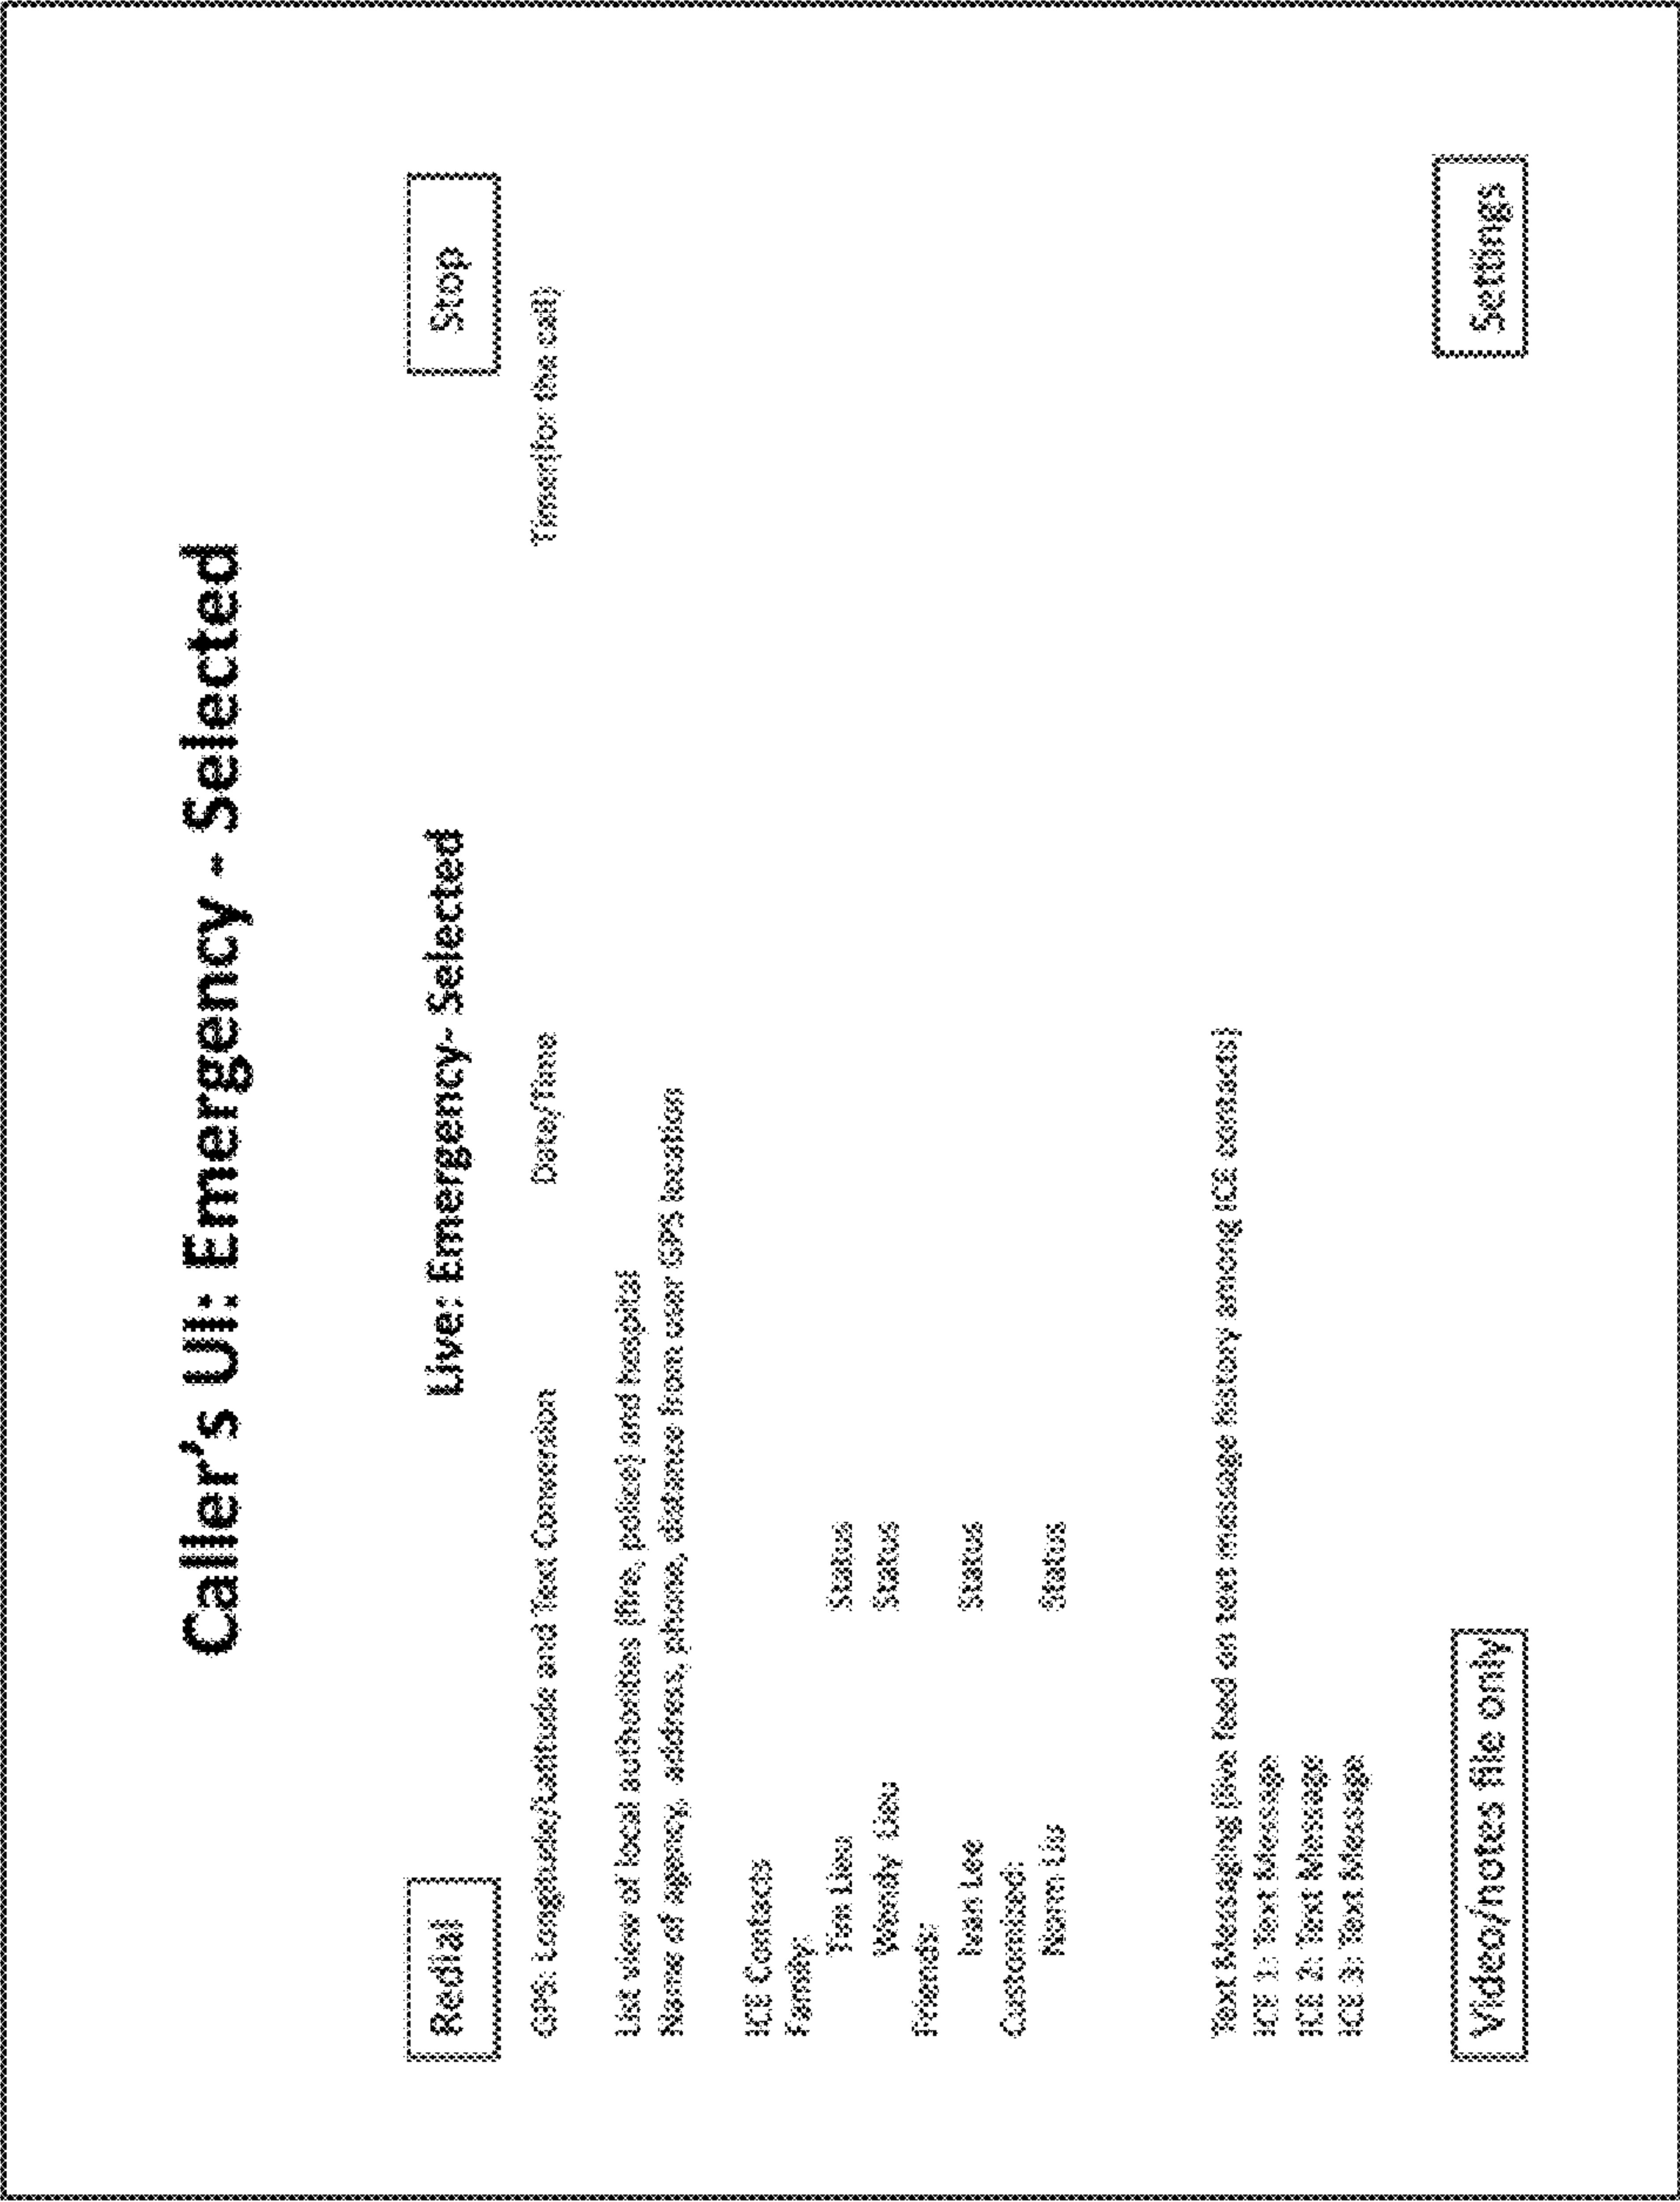 Caller's UI: Emergency - Selected
Redial
Live: Emergency- Selected
Stop
GPS: Longitude/Latitude and Text Conversion
Date/Time
Timer(for the call)
List view of local authorities (fire, police) and hospital
Name of agency, address, phone, distance from user GPS location
ICE Contacts
Family:
Tom Lieu Status
Wendy Lieu Status
Friends:
Ivan Lee Status
Customized:
Norm Liu Status
Text Messaging (live feed on text message history among ICE contacts)
ICE 1: Text Message
ICE 2: Text Message
ICE 3: Text Message
Video/notes file only
Settings